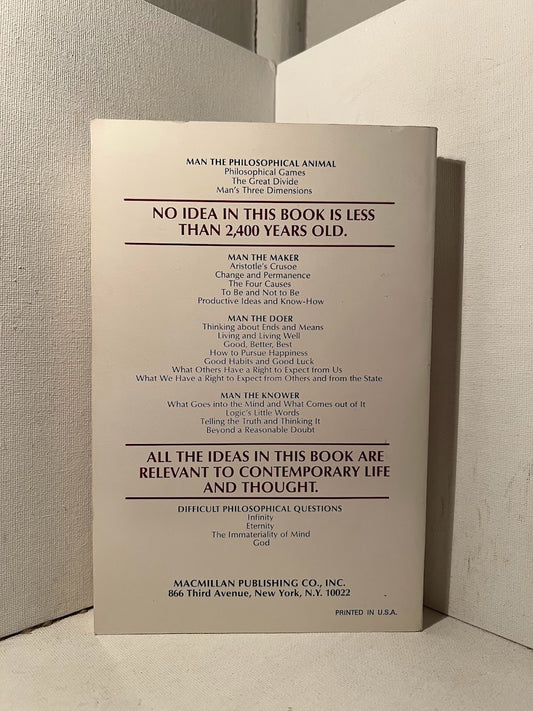 MAN THE PHILOSOPHICAL ANIMAL
Philosophical Games
The Great Divide
Man's Three Dimensions
NO IDEA IN THIS BOOK IS LESS
THAN 2,400 YEARS OLD.
MAN THE MAKER
Aristotle's Crusoe
Change and Permanence
The Four Causes
To Be and Not to Be
Productive Ideas and Know-How
MAN THE DOER
Thinking about Ends and Means
Living and Living Well
Good, Better, Best
How to Pursue Happiness
Good Habits and Good Luck
What Others Have a Right to Expect from Us
What We Have a Right to Expect from Others and from the State
MAN THE KNOWER
What Goes into the Mind and What Comes out of It
Logic's Little Words
Telling the Truth and Thinking It
Beyond a Reasonable Doubt
ALL THE IDEAS IN THIS BOOK ARE
RELEVANT TO CONTEMPORARY LIFE
AND THOUGHT.
DIFFICULT PHILOSOPHICAL QUESTIONS
Infinity
Eternity
The Immateriality of Mind
God
MACMILLAN PUBLISHING CO., INC.
866 Third Avenue, New York, N.Y. 10022
PRINTED IN U.S.A.